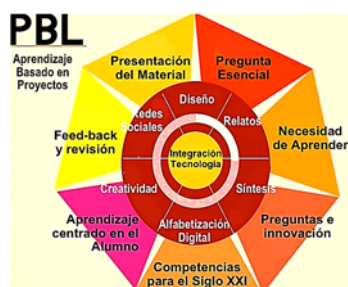 PBL
Aprendizaje
Basado en
Proyectos
Presentación
del Material
Pregunta
Esencial
Necesidad
de Aprender
Preguntas e
innovación
Competencias
para el Siglo XXI
Aprendizaje
centrado en el
Alumno
Feed-back
y revisión
Diseño
Relatos
Síntesis
Alfabetización
Digital
Creatividad
Redes
Sociales
Integración
Tecnología